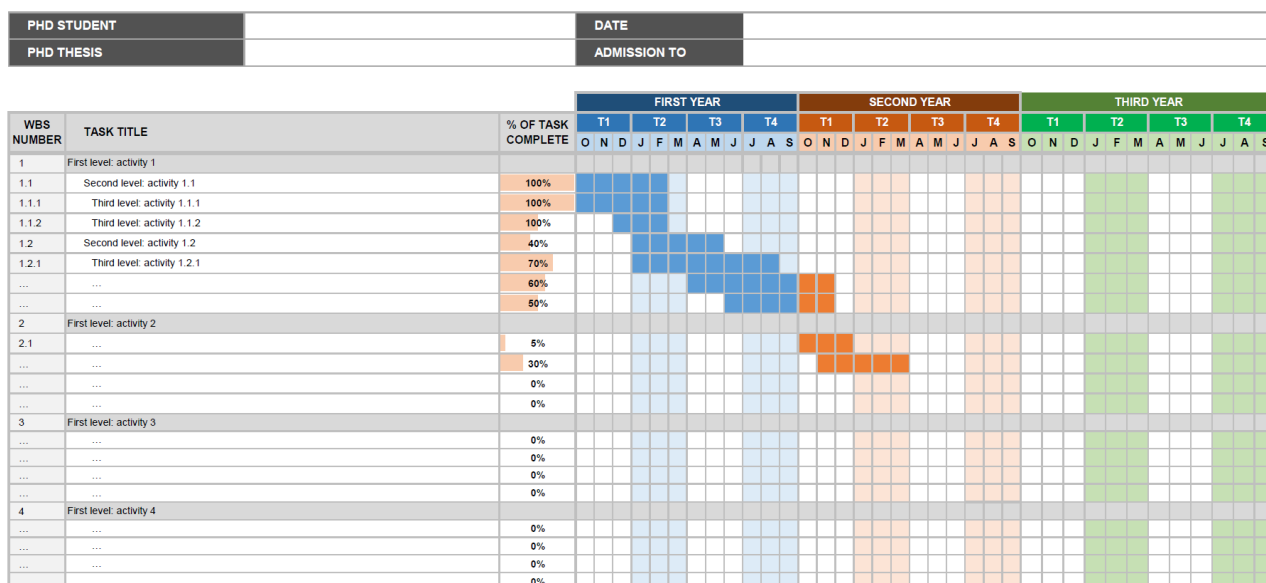 PHD STUDENT DATE
PHD THESIS ADMISSION TO
FIRST YEAR SECOND YEAR THIRD YEAR
WBS NUMBER TASK TITLE % OF TASK COMPLETE T1 T2 T3 T4 T1 T2 T3 T4 T1 T2 T3 T4
O N D J F M A M J J A S O N D J F M A M J J A S O N D J F M A M J J A S
1 First level: activity 1
1.1 Second level: activity 1.1 100%
1.1.1 Third level: activity 1.1.1 100%
1.1.2 Third level: activity 1.1.2 100%
1.2 Second level: activity 1.2 40%
1.2.1 Third level: activity 1.2.1 70%
... ... 60%
... ... 50%
2 First level: activity 2
2.1 ... 5%
... ... 30%
... ... 0%
... ... 0%
3 First level: activity 3
... ... 0%
... ... 0%
... ... 0%
... ... 0%
4 First level: activity 4
... ... 0%
... ... 0%
... ... 0%
0%